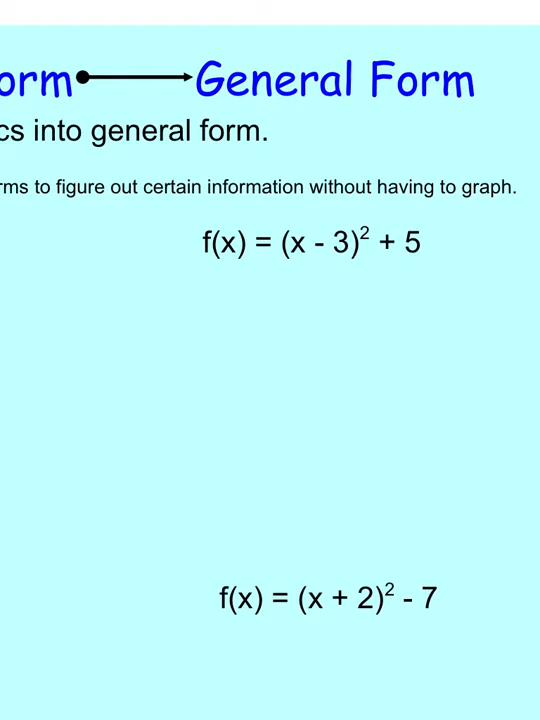 orm General Form
cs into general form.
rms to figure out certain information without having to graph.
f(x) = (x - 3)² + 5
f(x) = (x + 2)² - 7